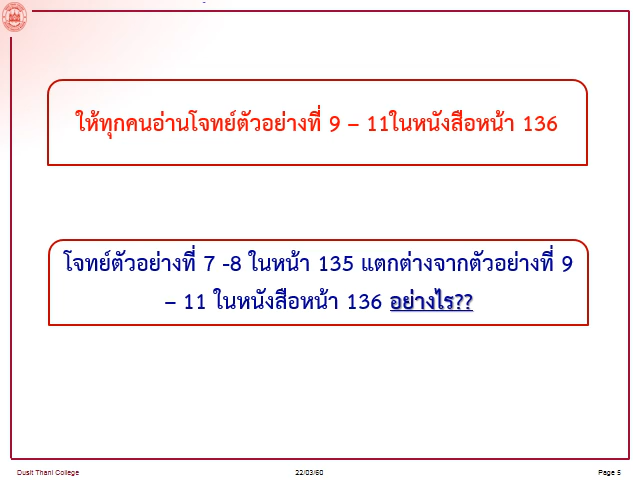 ให้ทุกคนอ่านโจทย์ตัวอย่างที่ 9 – 11ในหนังสือหน้า 136
โจทย์ตัวอย่างที่ 7 -8 ในหน้า 135 แตกต่างจากตัวอย่างที่ 9
– 11 ในหนังสือหน้า 136 อย่างไร??
Dusit Thani College 22/03/60 Page 5